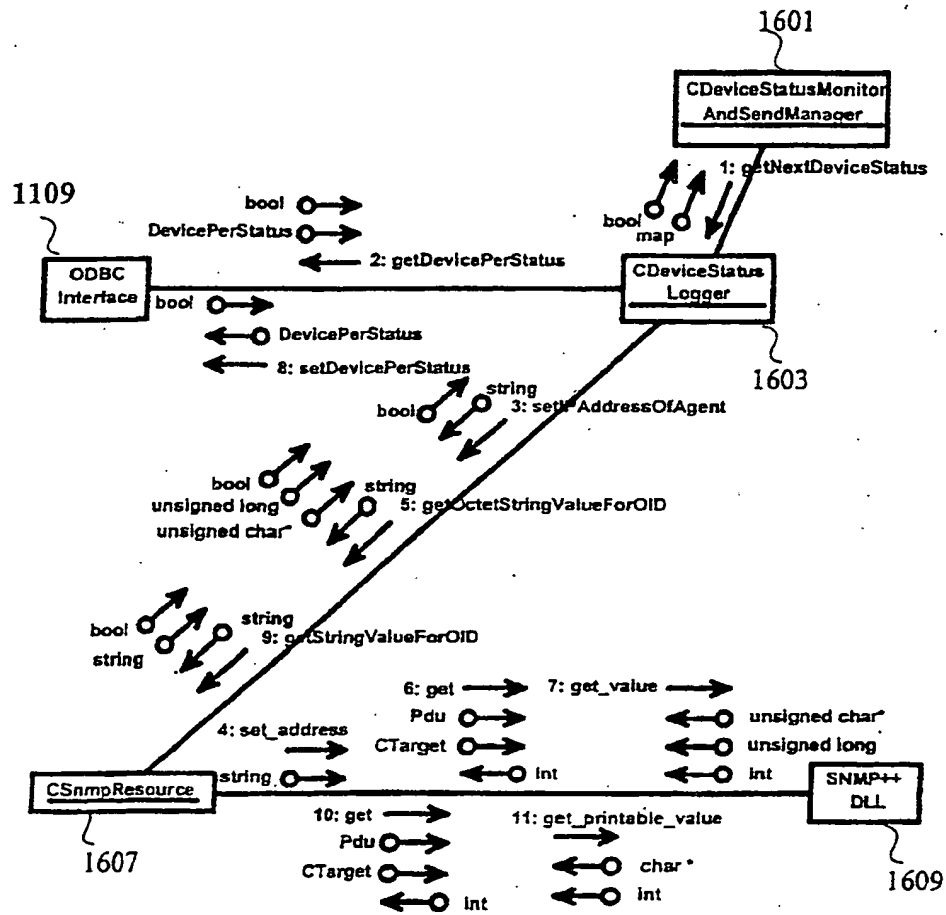 1601
CDeviceStatusMonitor
AndSendManager
1: getNextDeviceStatus
bool
map
1109
bool
DevicePerStatus
2: getDevicePerStatus
ODBC
Interface
CDeviceStatus
Logger
bool
DevicePerStatus
8: setDevicePerStatus
1603
string
bool
3: setIPAddressOfAgent
bool
string
unsigned long
5: getOctetStringValueForOID
unsigned char*
string
bool
9: getStringValueForOID
string
6: get
7: get_value
Pdu
unsigned char*
4: set_address
CTarget
unsigned long
string
int
int
CSnmpResource
SNMP++
DLL
10: get
11: get_printable_value
Pdu
1607
CTarget
char *
1609
int
int